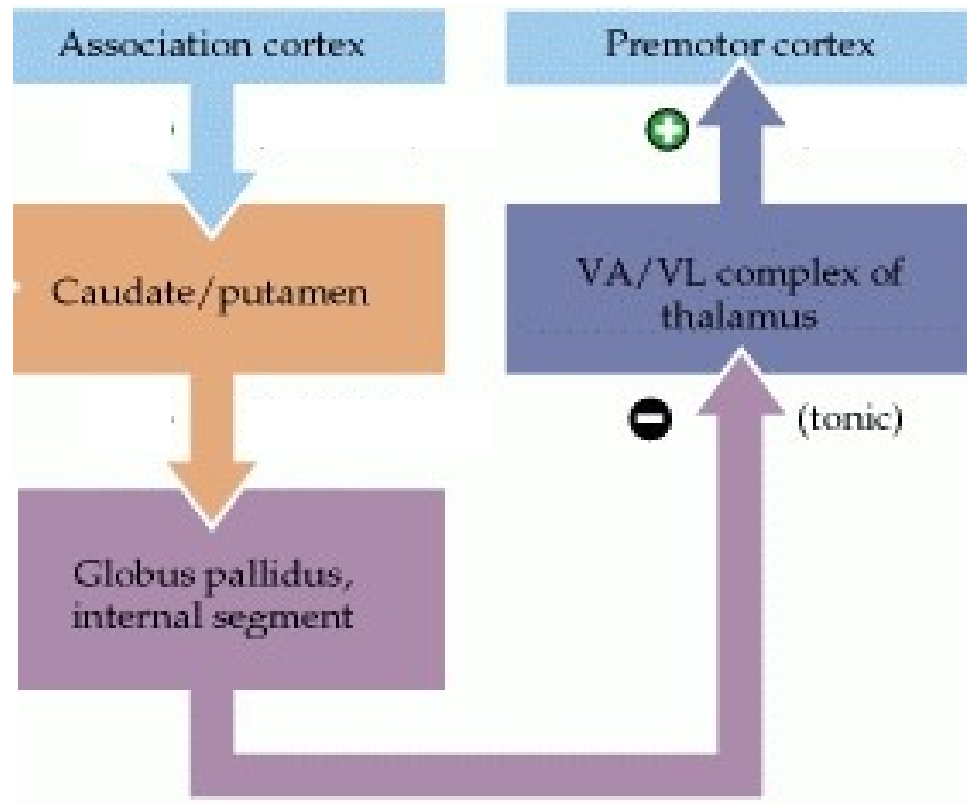 Association cortex
Caudate/putamen
Globus pallidus,
internal segment
Premotor cortex
VA/VL complex of
thalamus
(tonic)